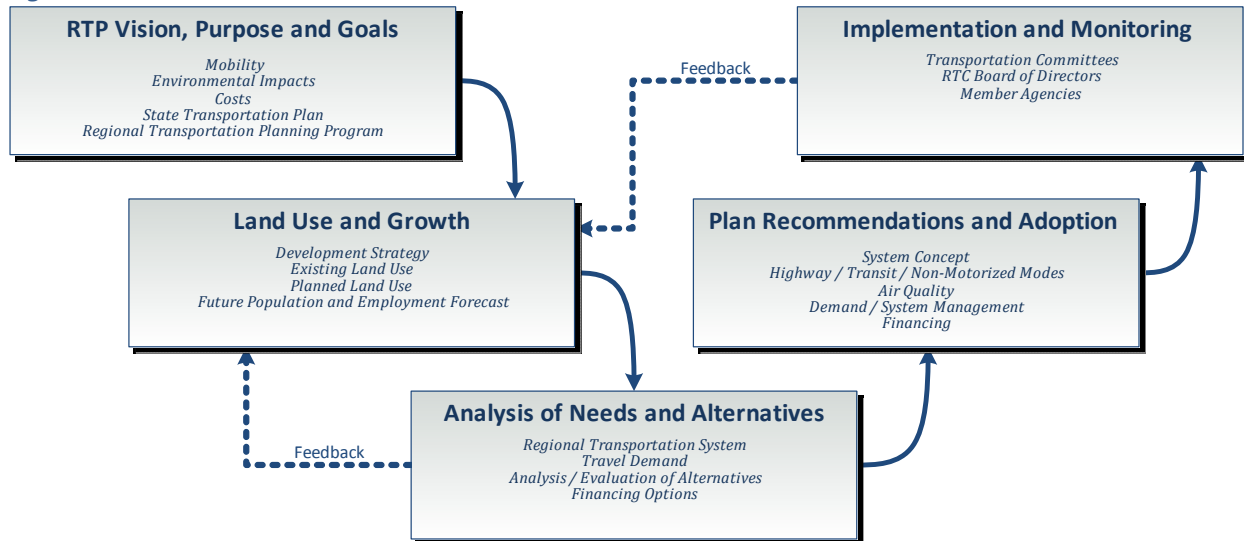 RTP Vision, Purpose and Goals
Mobility
Environmental Impacts
Costs
State Transportation Plan
Regional Transportation Planning Program
Feedback
Implementation and Monitoring
Transportation Committees
RTC Board of Directors
Member Agencies
Land Use and Growth
Development Strategy
Existing Land Use
Planned Land Use
Future Population and Employment Forecast
Plan Recommendations and Adoption
System Concept
Highway / Transit / Non-Motorized Modes
Air Quality
Demand / System Management
Financing
Feedback
Analysis of Needs and Alternatives
Regional Transportation System
Travel Demand
Analysis / Evaluation of Alternatives
Financing Options